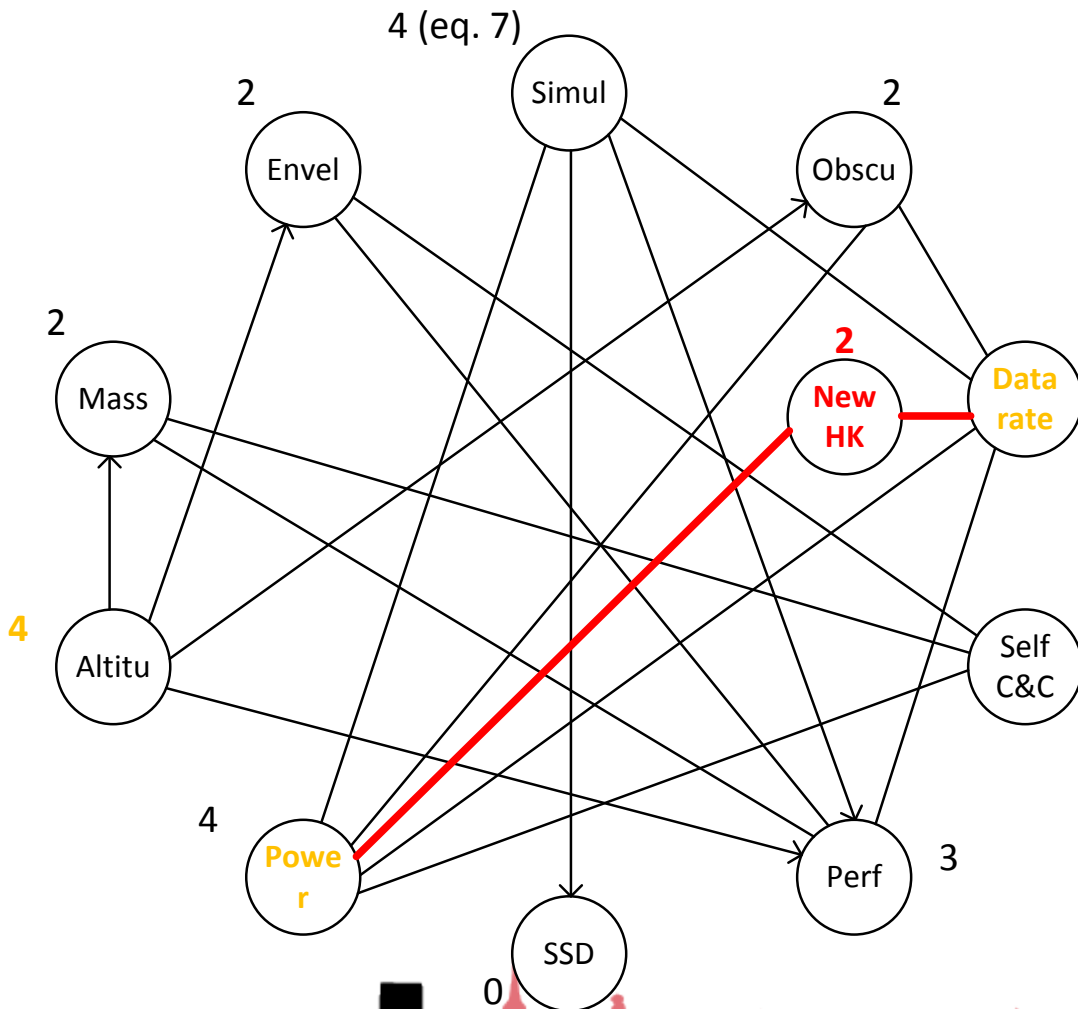 4 (eq. 7)
Simul
2
Envel
2
Obscu
2
Mass
2
New
HK
Data
rate
4
Altitu
Self
C&C
4
Powe
r
Perf
3
SSD
0